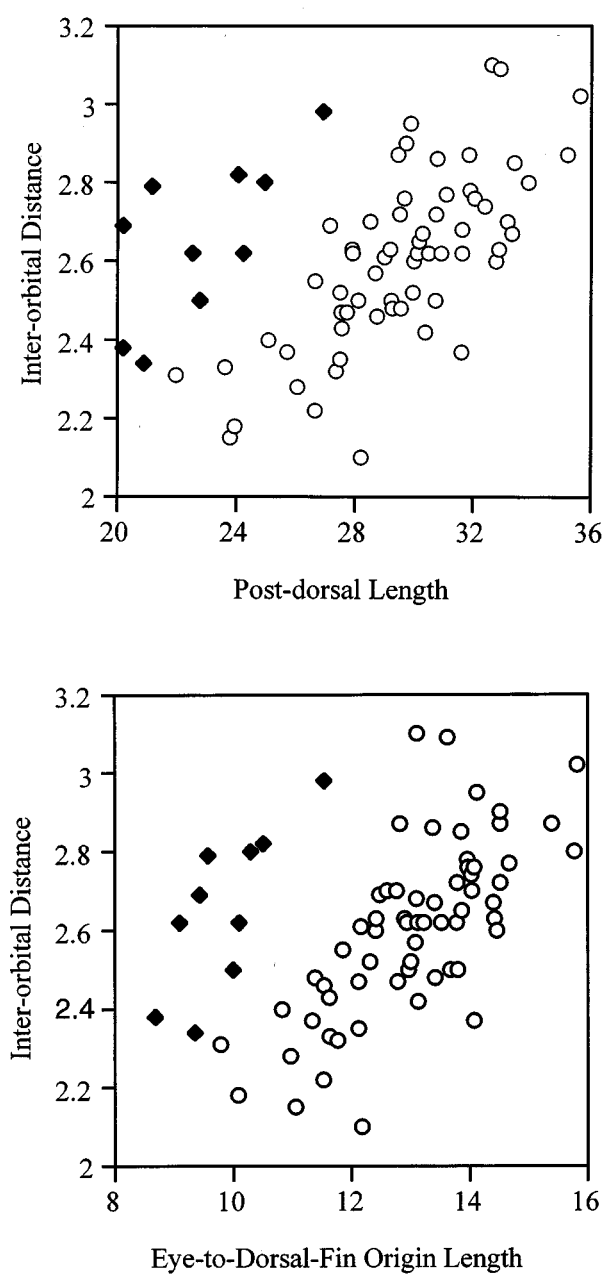 3.2
3
2.8
2.6
2.4
2.2
2
Inter-orbital Distance
20 24 28 32 36
Post-dorsal Length
3.2
3
2.8
2.6
2.4
2.2
2
Inter-orbital Distance
8 10 12 14 16
Eye-to-Dorsal-Fin Origin Length